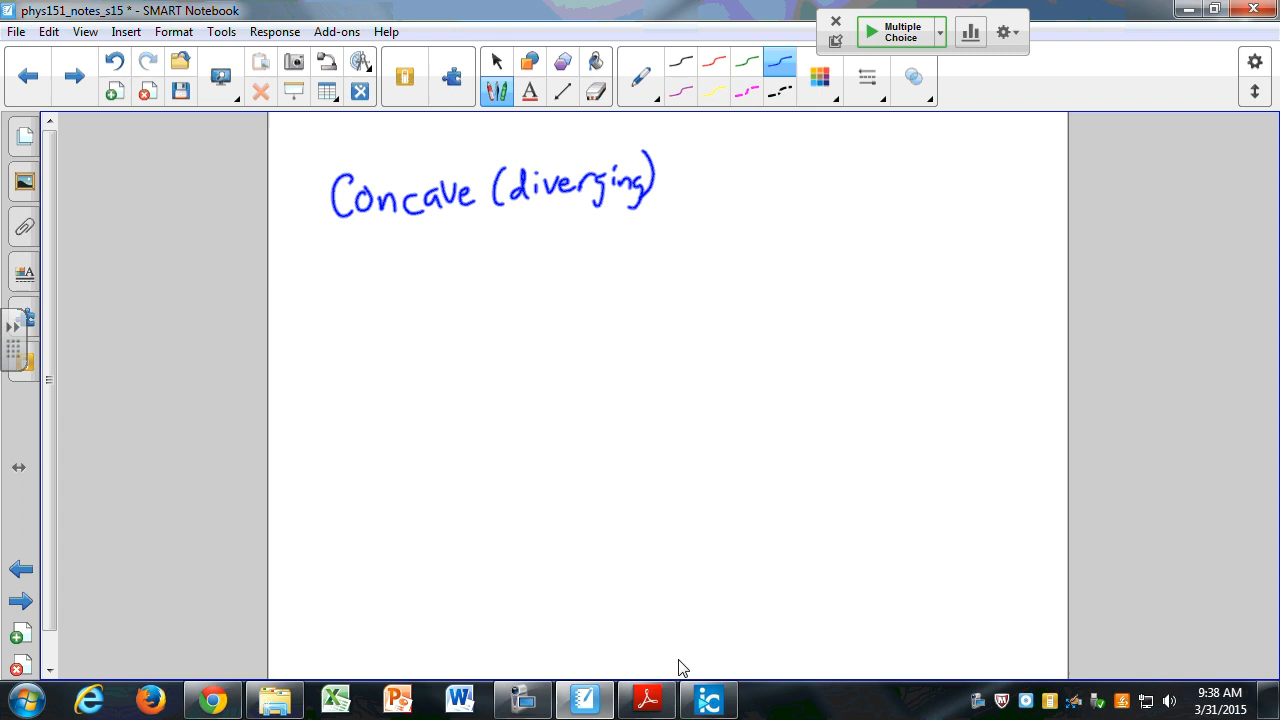 phys151_notes_s15 * - SMART Notebook
File Edit View Insert Format Tools Response Add-ons Help
Multiple
Choice
Concave (diverging)
9:38 AM
3/31/2015